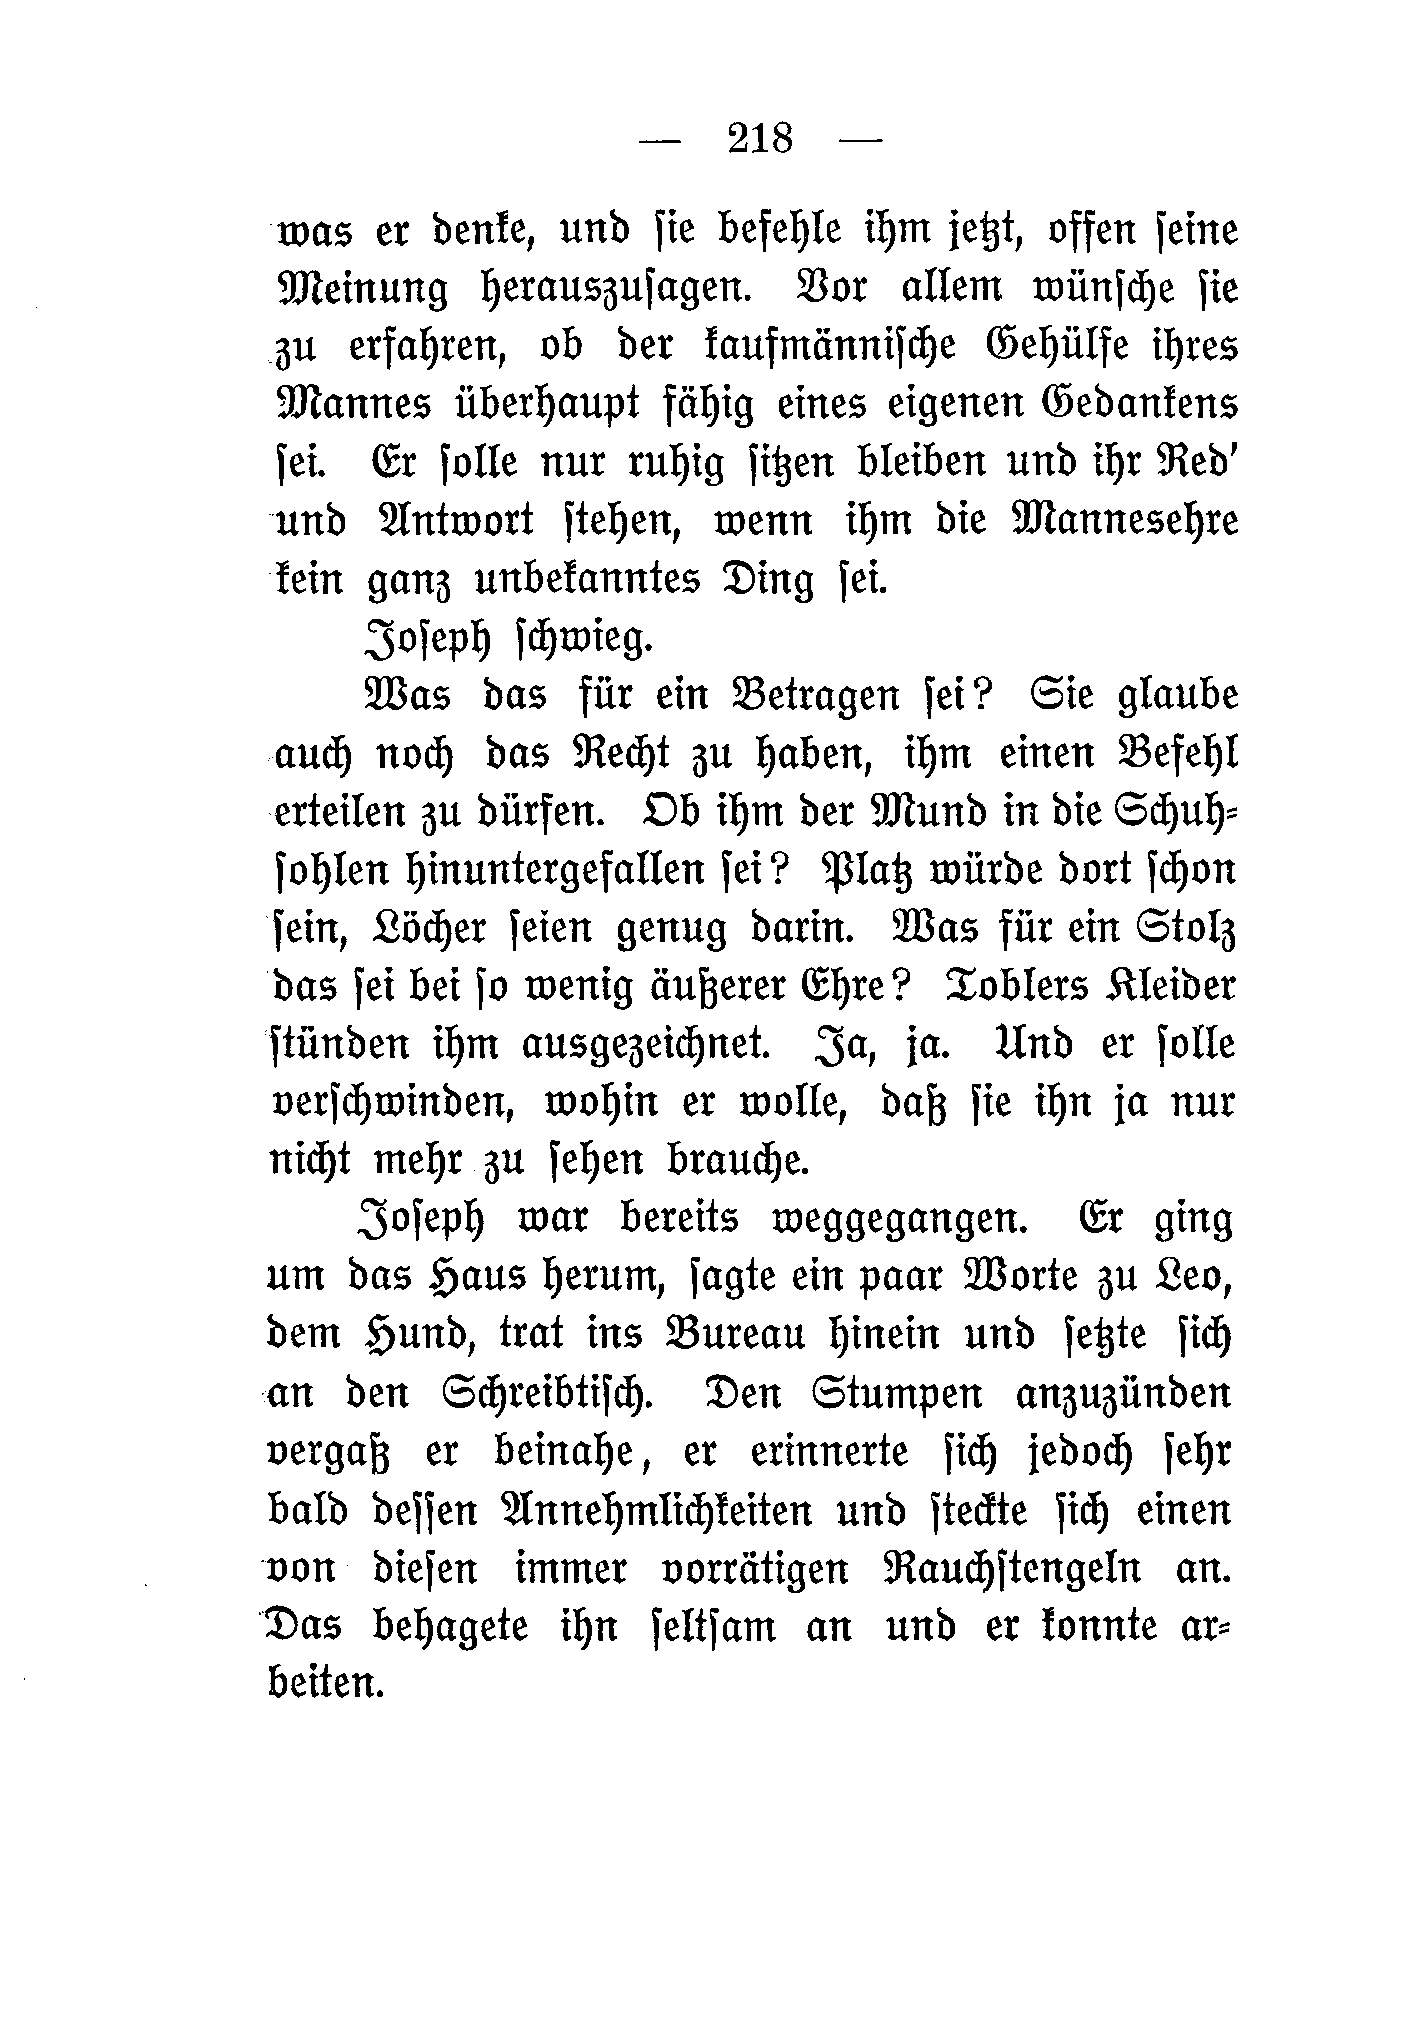 — 218 —
was er denke, und sie befehle ihm jetzt, offen seine
Meinung herauszusagen. Vor allem wünsche sie
zu erfahren, ob der kaufmännische Gehülfe ihres
Mannes überhaupt fähig eines eigenen Gedankens
sei. Er solle nur ruhig sitzen bleiben und ihr Red'
und Antwort stehen, wenn ihm die Mannesehre
kein ganz unbekanntes Ding sei.
Joseph schwieg.
Was das für ein Betragen sei? Sie glaube
auch noch das Recht zu haben, ihm einen Befehl
erteilen zu dürfen. Ob ihm der Mund in die Schuh-
sohlen hinuntergefallen sei? Platz würde dort schon
sein, Löcher seien genug darin. Was für ein Stolz
das sei bei so wenig äußerer Ehre? Toblers Kleider
stünden ihm ausgezeichnet. Ja, ja. Und er solle
verschwinden, wohin er wolle, daß sie ihn ja nur
nicht mehr zu sehen brauche.
Joseph war bereits weggegangen. Er ging
um das Haus herum, sagte ein paar Worte zu Leo,
dem Hund, trat ins Bureau hinein und setzte sich
an den Schreibtisch. Den Stumpen anzuzünden
vergaß er beinahe, er erinnerte sich jedoch sehr
bald dessen Annehmlichkeiten und steckte sich einen
von diesen immer vorrätigen Rauchstengeln an.
Das behagete ihn seltsam an und er konnte ar-
beiten.